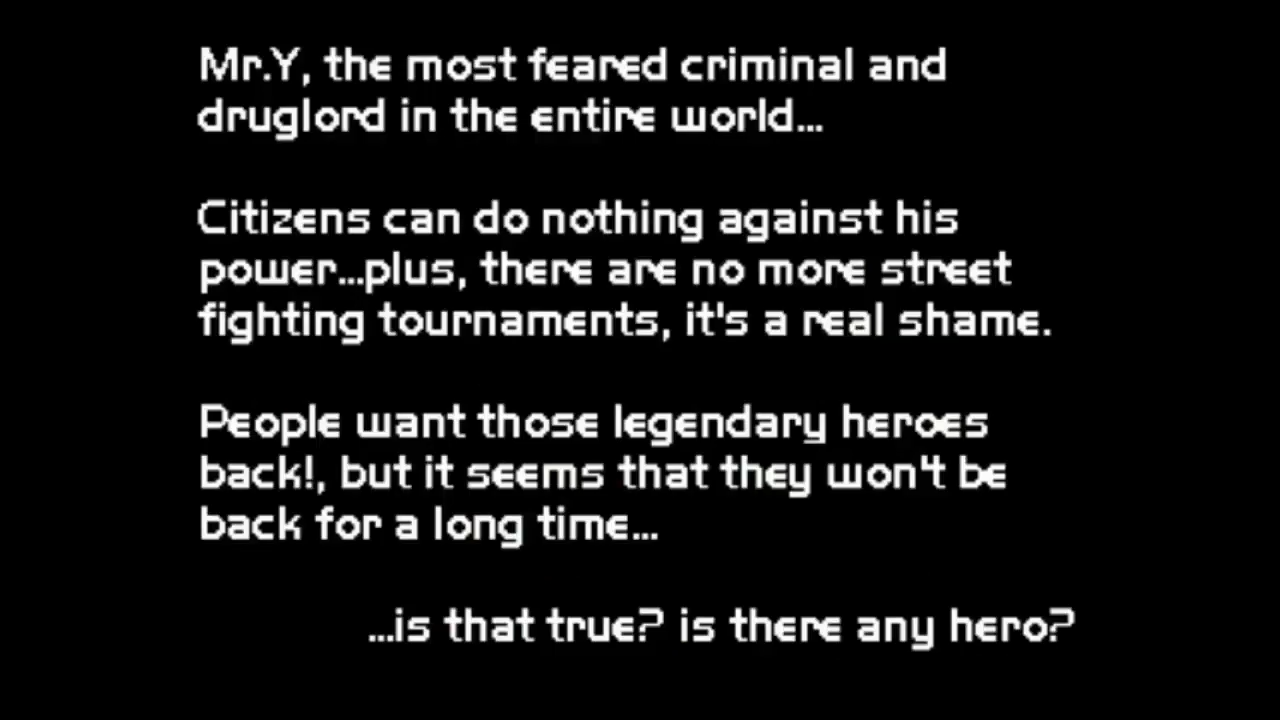 Mr.Y, the most feared criminal and
druglord in the entire world...
Citizens can do nothing against his
power...plus, there are no more street
fighting tournaments, it's a real shame.
People want those legendary heroes
back!, but it seems that they won't be
back for a long time...
...is that true? is there any hero?